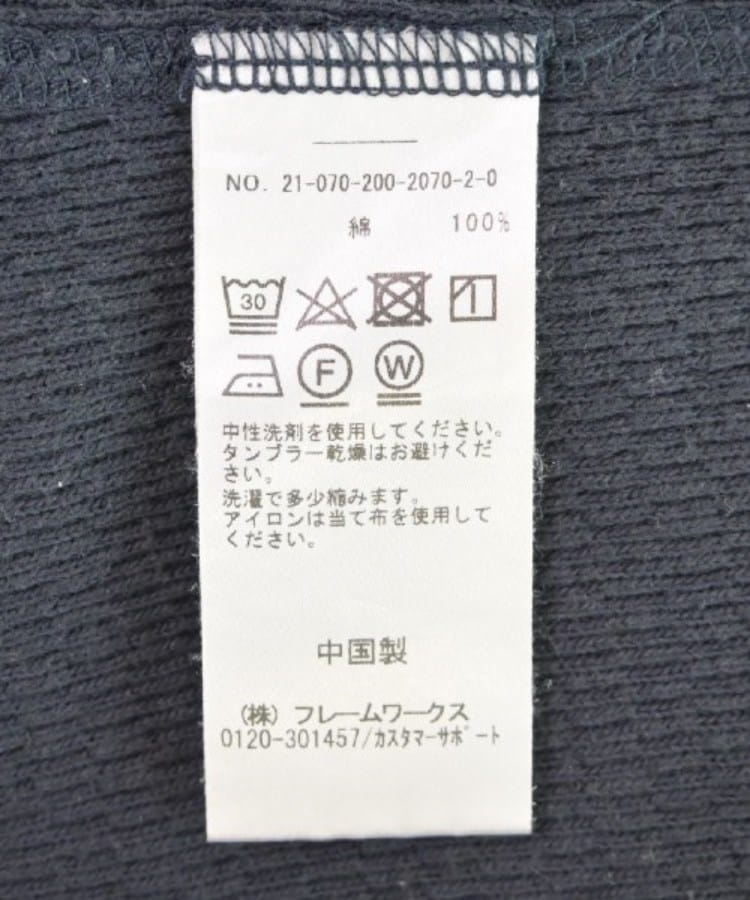 NO. 21-070-200-2070-2-0
綿 100%
30
F W
中性洗剤を使用してください。
タンブラー乾燥はお避けくだ
さい。
洗濯で多少縮みます。
アイロンは当て布を使用して
ください。
中国製
(株) フレームワークス
0120-301457/カスタマーサポート